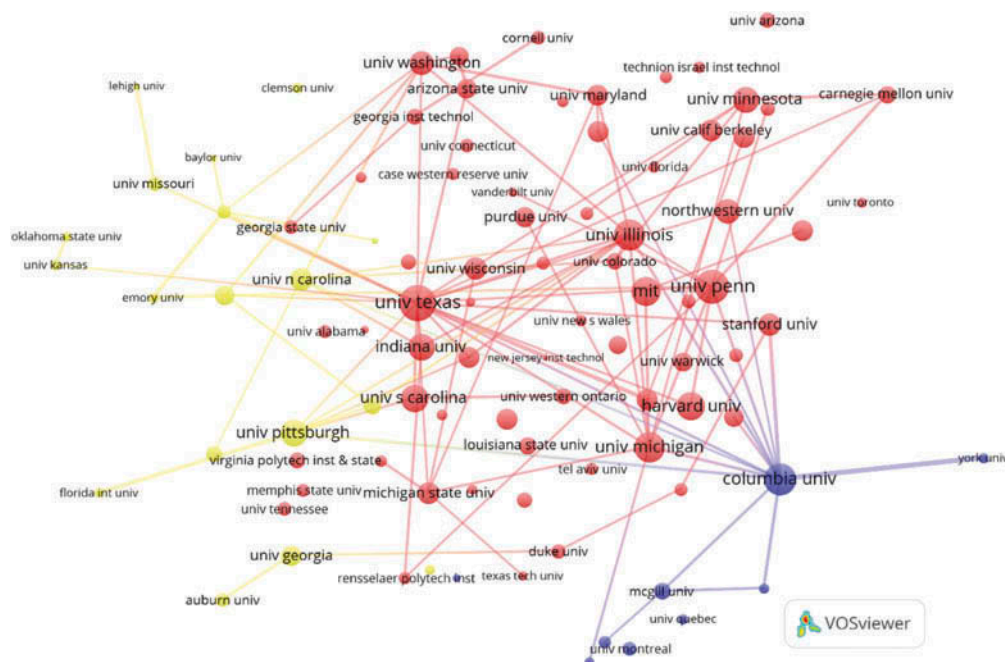 univ arizona
cornell univ
univ washington
technion israel inst technol
lehigh univ
clemson univ
arizona state univ
univ maryland
univ minnesota
carnegie mellon univ
georgia inst technol
univ calif berkeley
univ connecticut
baylor univ
univ missouri
case western reserve univ
univ florida
vanderbilt univ
univ toronto
georgia state univ
purdue univ
northwestern univ
oklahoma state univ
univ illinois
univ kansas
univ n carolina
univ wisconsin
univ colorado
emory univ
univ texas
mit
univ penn
univ alabama
univ new s wales
stanford univ
indiana univ
new jersey inst technol
univ warwick
univ s carolina
univ western ontario
harvard univ
univ pittsburgh
louisiana state univ
univ michigan
virginia polytech inst & state
tel aviv univ
york univ
columbia univ
florida int univ
memphis state univ
michigan state univ
univ tennessee
univ georgia
duke univ
rensselaer polytech inst
texas tech univ
auburn univ
mcgill univ
univ quebec
univ montreal
VOSviewer